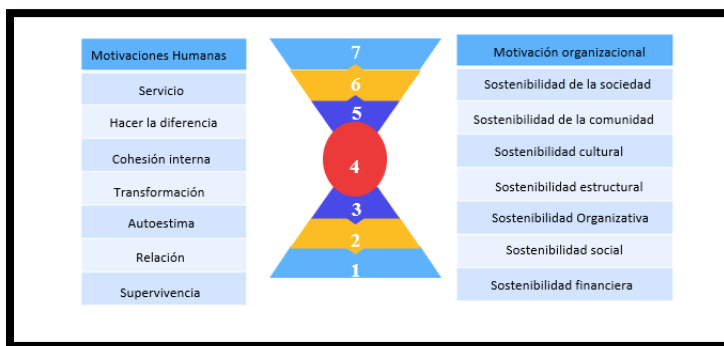 Motivaciones Humanas
Servicio
Hacer la diferencia
Cohesión interna
Transformación
Autoestima
Relación
Supervivencia
7
6
5
4
3
2
1
Motivación organizacional
Sostenibilidad de la sociedad
Sostenibilidad de la comunidad
Sostenibilidad cultural
Sostenibilidad estructural
Sostenibilidad Organizativa
Sostenibilidad social
Sostenibilidad financiera